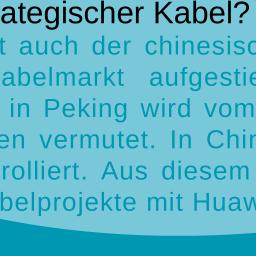 ategischer Kabel?
t auch der chinesisc
abelmarkt aufgestie
in Peking wird vom
en vermutet. In Chin
rolliert. Aus diesem
belprojekte mit Huaw